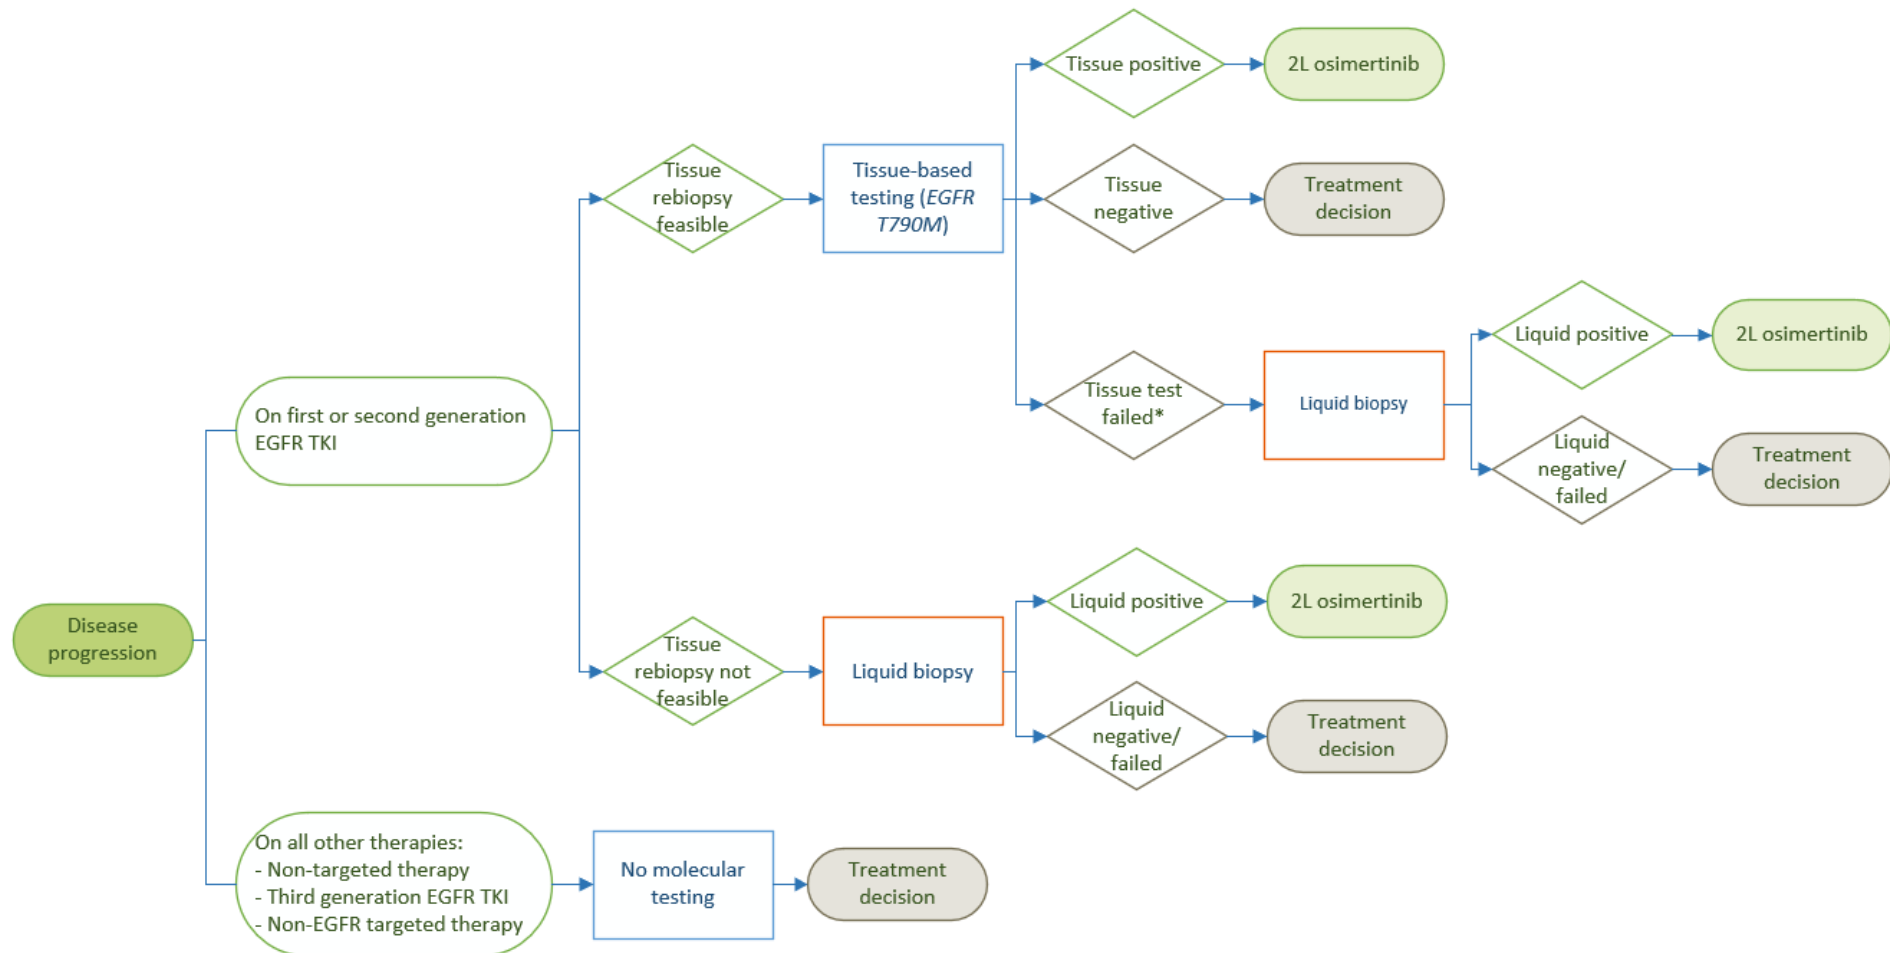 Tissue positive
2L osimertinib
Tissue
rebiopsy
feasible
Tissue-based
testing (EGFR
T790M)
Tissue
negative
Treatment
decision
Liquid positive
2L osimertinib
On first or second generation
EGFR TKI
Tissue test
failed*
Liquid biopsy
Liquid
negative/
failed
Treatment
decision
Disease
progression
Tissue
rebiopsy not
feasible
Liquid biopsy
Liquid positive
2L osimertinib
Liquid
negative/
failed
Treatment
decision
On all other therapies:
- Non-targeted therapy
- Third generation EGFR TKI
- Non-EGFR targeted therapy
No molecular
testing
Treatment
decision